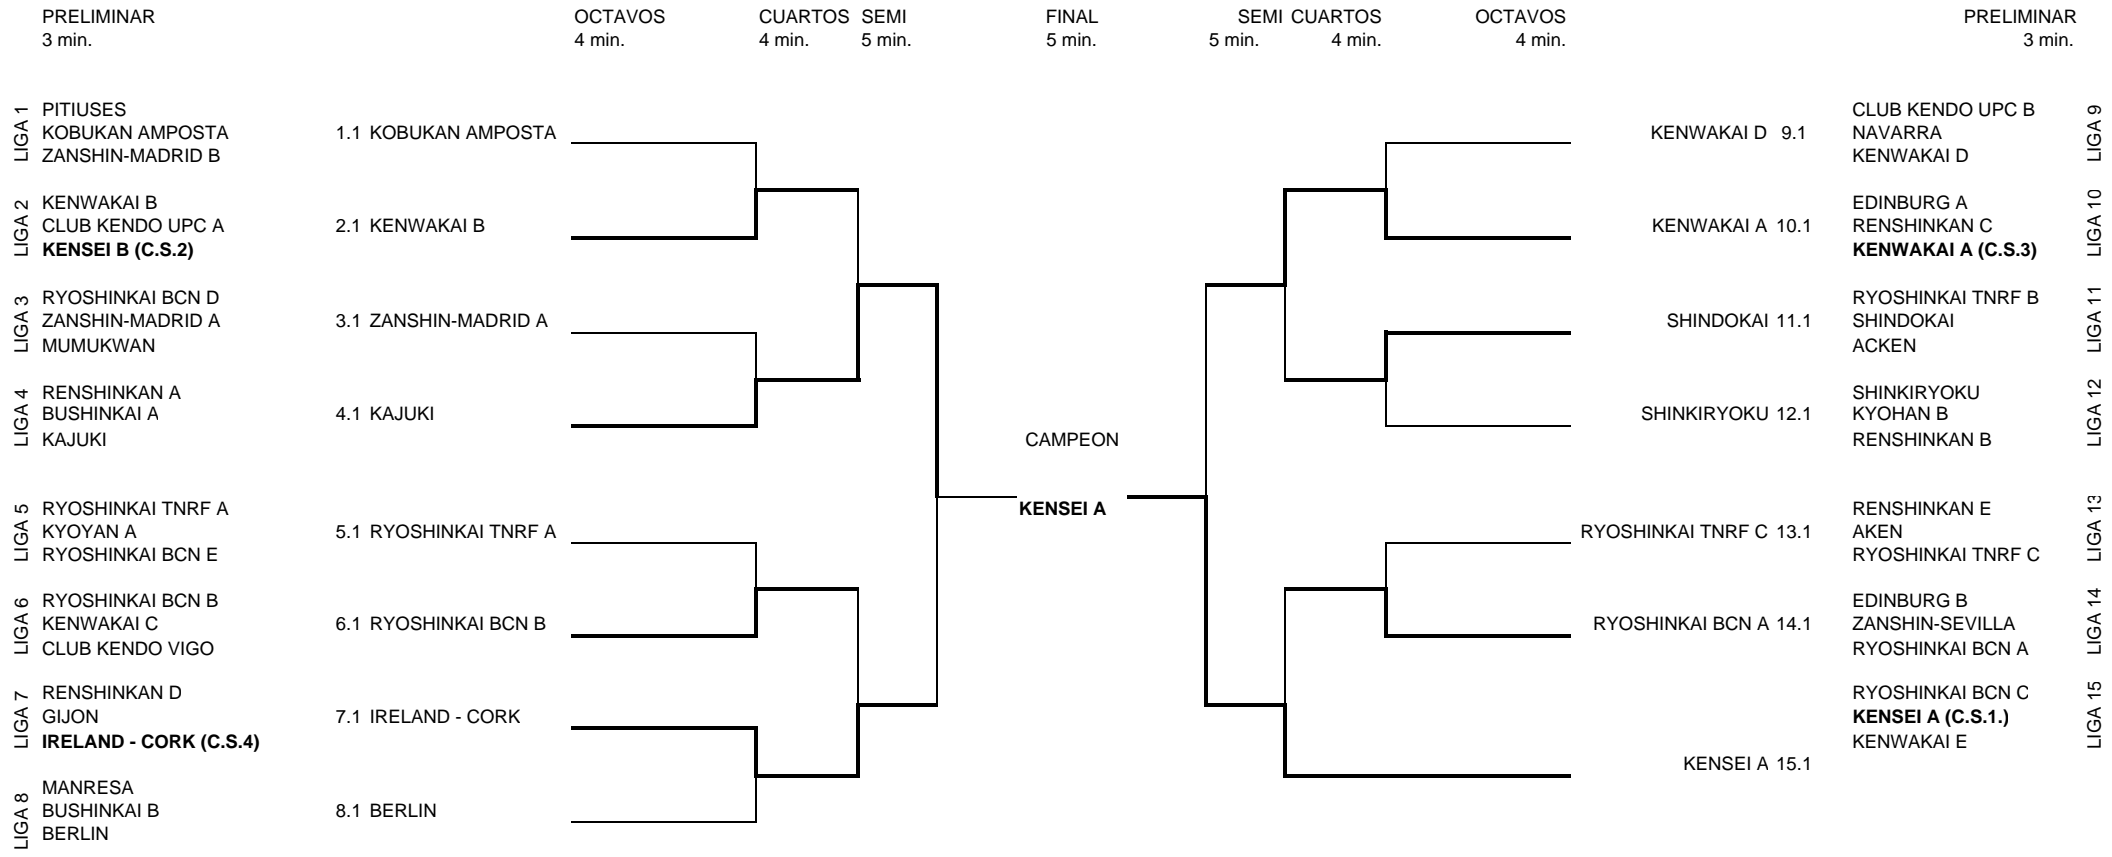 PRELIMINAR OCTAVOS CUARTOS SEMI FINAL SEMI CUARTOS OCTAVOS PRELIMINAR
3 min. 4 min. 4 min. 5 min. 5 min. 5 min. 4 min. 4 min. 3 min.
LIGA 1
PITIUSES
KOBUKAN AMPOSTA
ZANSHIN-MADRID B
1.1 KOBUKAN AMPOSTA
LIGA 2
KENWAKAI B
CLUB KENDO UPC A
KENSEI B (C.S.2)
2.1 KENWAKAI B
LIGA 3
RYOSHINKAI BCN D
ZANSHIN-MADRID A
MUMUKWAN
3.1 ZANSHIN-MADRID A
LIGA 4
RENSHINKAN A
BUSHINKAI A
KAJUKI
4.1 KAJUKI
LIGA 5
RYOSHINKAI TNRF A
KYOYAN A
RYOSHINKAI BCN E
5.1 RYOSHINKAI TNRF A
LIGA 6
RYOSHINKAI BCN B
KENWAKAI C
CLUB KENDO VIGO
6.1 RYOSHINKAI BCN B
LIGA 7
RENSHINKAN D
GIJON
IRELAND - CORK (C.S.4)
7.1 IRELAND - CORK
LIGA 8
MANRESA
BUSHINKAI B
BERLIN
8.1 BERLIN
CAMPEON
KENSEI A
KENWAKAI D 9.1
CLUB KENDO UPC B
NAVARRA
KENWAKAI D
LIGA 9
KENWAKAI A 10.1
EDINBURG A
RENSHINKAN C
KENWAKAI A (C.S.3)
LIGA 10
SHINDOKAI 11.1
RYOSHINKAI TNRF B
SHINDOKAI
ACKEN
LIGA 11
SHINKIRYOKU 12.1
SHINKIRYOKU
KYOHAN B
RENSHINKAN B
LIGA 12
RYOSHINKAI TNRF C 13.1
RENSHINKAN E
AKEN
RYOSHINKAI TNRF C
LIGA 13
RYOSHINKAI BCN A 14.1
EDINBURG B
ZANSHIN-SEVILLA
RYOSHINKAI BCN A
LIGA 14
KENSEI A 15.1
RYOSHINKAI BCN C
KENSEI A (C.S.1.)
KENWAKAI E
LIGA 15